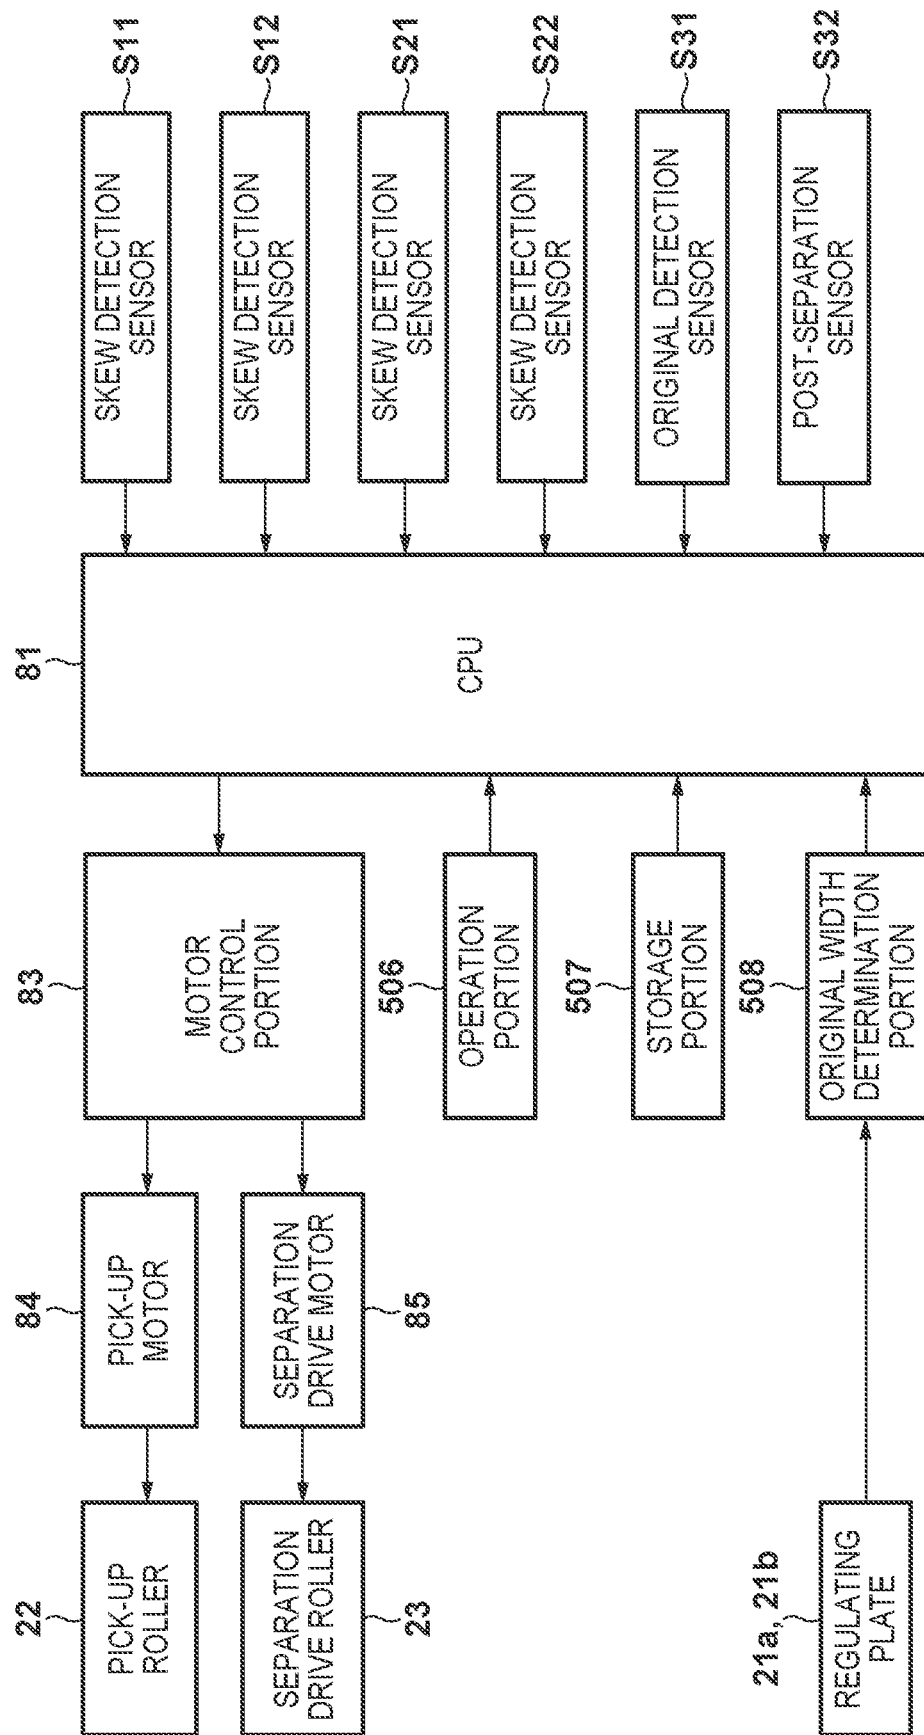 22
PICK-UP
ROLLER
84
PICK-UP
MOTOR
83
MOTOR
CONTROL
PORTION
81
CPU
SKEW DETECTION
SENSOR
S11
SKEW DETECTION
SENSOR
S12
SKEW DETECTION
SENSOR
S21
SKEW DETECTION
SENSOR
S22
ORIGINAL DETECTION
SENSOR
S31
POST-SEPARATION
SENSOR
S32
SEPARATION
DRIVE ROLLER
23
SEPARATION
DRIVE MOTOR
85
506
OPERATION
PORTION
507
STORAGE
PORTION
508
ORIGINAL WIDTH
DETERMINATION
PORTION
21a, 21b
REGULATING
PLATE